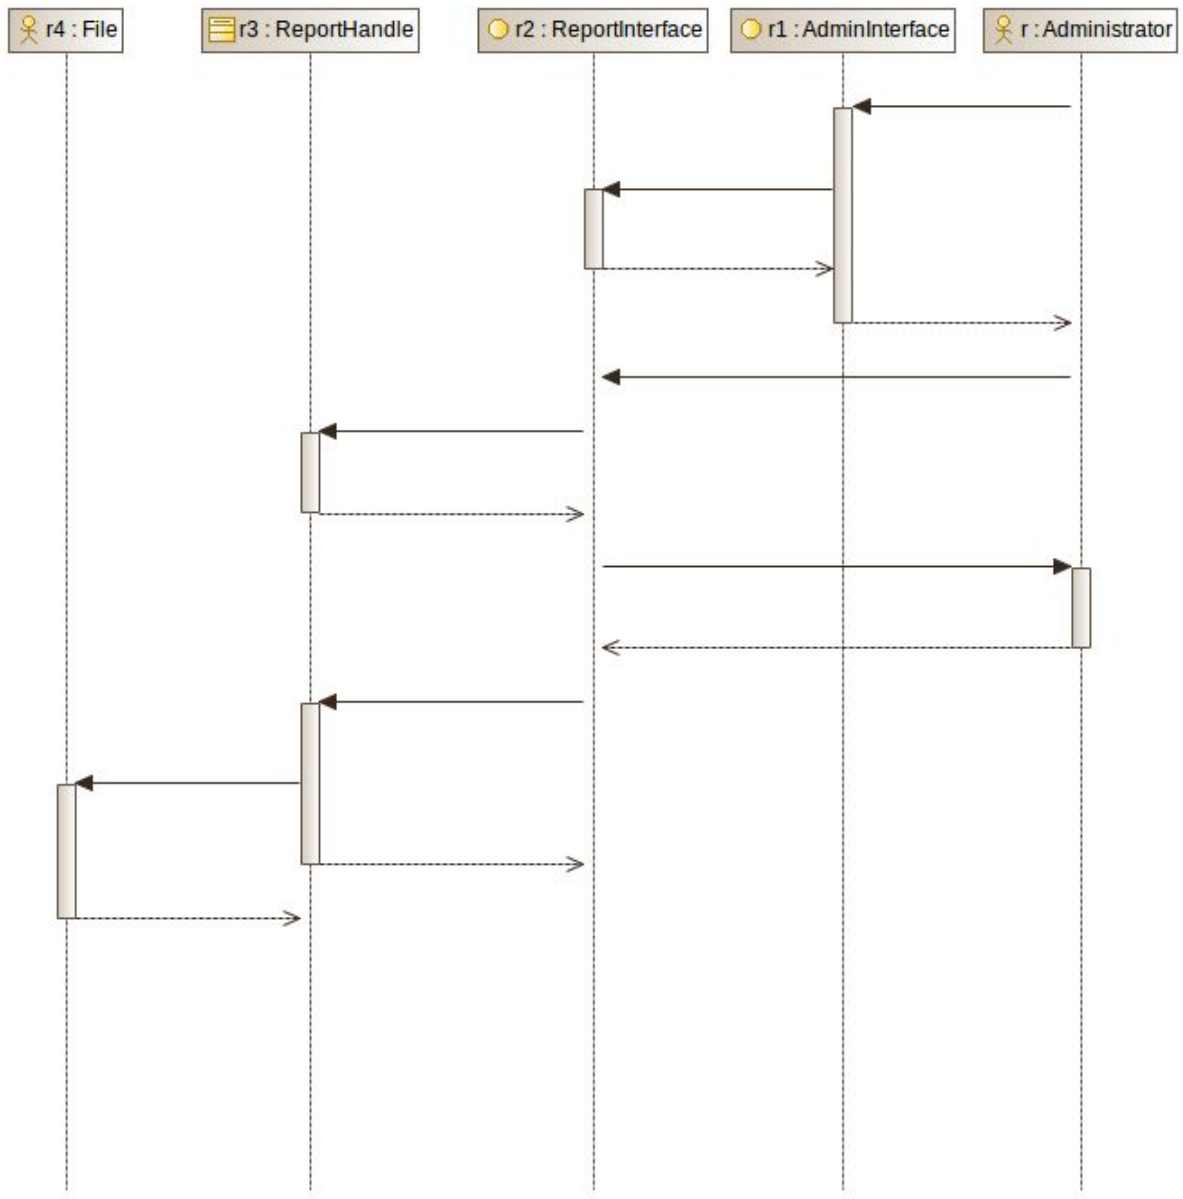 r4 : File
r3 : ReportHandle
r2 : ReportInterface
r1 : AdminInterface
r : Administrator